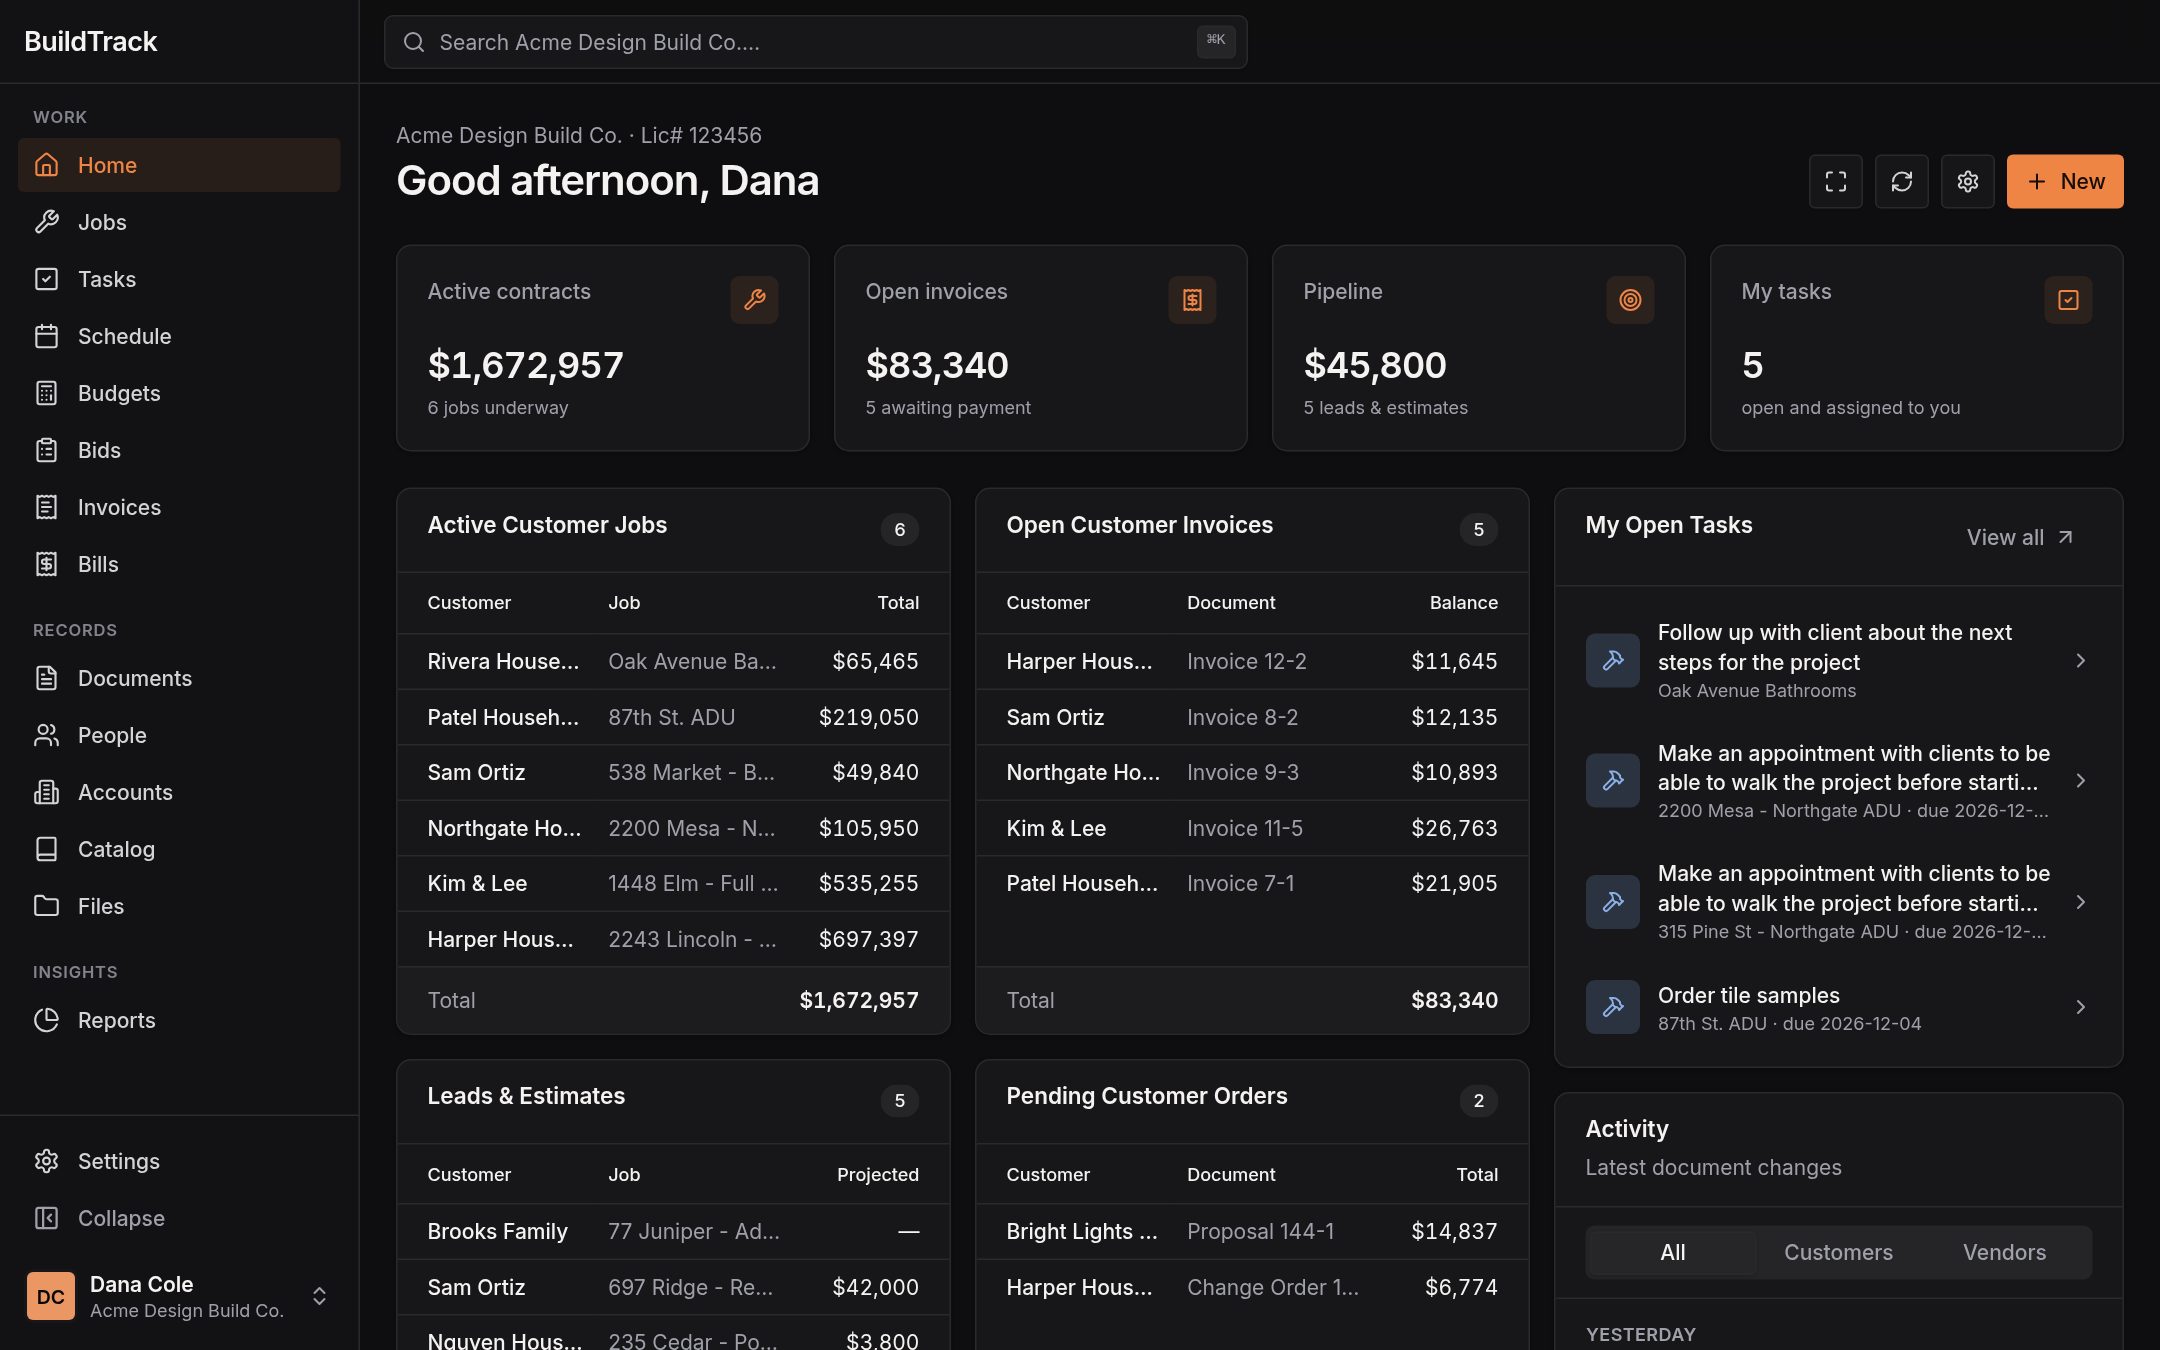 BuildTrack
Search Acme Design Build Co....
⌘K
WORK
Home
Jobs
Tasks
Schedule
Budgets
Bids
Invoices
Bills
RECORDS
Documents
People
Accounts
Catalog
Files
INSIGHTS
Reports
Settings
Collapse
DC
Dana Cole
Acme Design Build Co.
Acme Design Build Co. · Lic# 123456
Good afternoon, Dana
New
Active contracts
$1,672,957
6 jobs underway
Open invoices
$83,340
5 awaiting payment
Pipeline
$45,800
5 leads & estimates
My tasks
5
open and assigned to you
Active Customer Jobs 6
Customer Job Total
Rivera House... Oak Avenue Ba... $65,465
Patel Househ... 87th St. ADU $219,050
Sam Ortiz 538 Market - B... $49,840
Northgate Ho... 2200 Mesa - N... $105,950
Kim & Lee 1448 Elm - Full ... $535,255
Harper Hous... 2243 Lincoln - ... $697,397
Total $1,672,957
Open Customer Invoices 5
Customer Document Balance
Harper Hous... Invoice 12-2 $11,645
Sam Ortiz Invoice 8-2 $12,135
Northgate Ho... Invoice 9-3 $10,893
Kim & Lee Invoice 11-5 $26,763
Patel Househ... Invoice 7-1 $21,905
Total $83,340
My Open Tasks
View all
Follow up with client about the next
steps for the project
Oak Avenue Bathrooms
Make an appointment with clients to be
able to walk the project before starti...
2200 Mesa - Northgate ADU · due 2026-12-...
Make an appointment with clients to be
able to walk the project before starti...
315 Pine St - Northgate ADU · due 2026-12-...
Order tile samples
87th St. ADU · due 2026-12-04
Leads & Estimates 5
Customer Job Projected
Brooks Family 77 Juniper - Ad... —
Sam Ortiz 697 Ridge - Re... $42,000
Nguyen Hous... 235 Cedar - Po... $3,800
Pending Customer Orders 2
Customer Document Total
Bright Lights ... Proposal 144-1 $14,837
Harper Hous... Change Order 1... $6,774
Activity
Latest document changes
All Customers Vendors
YESTERDAY